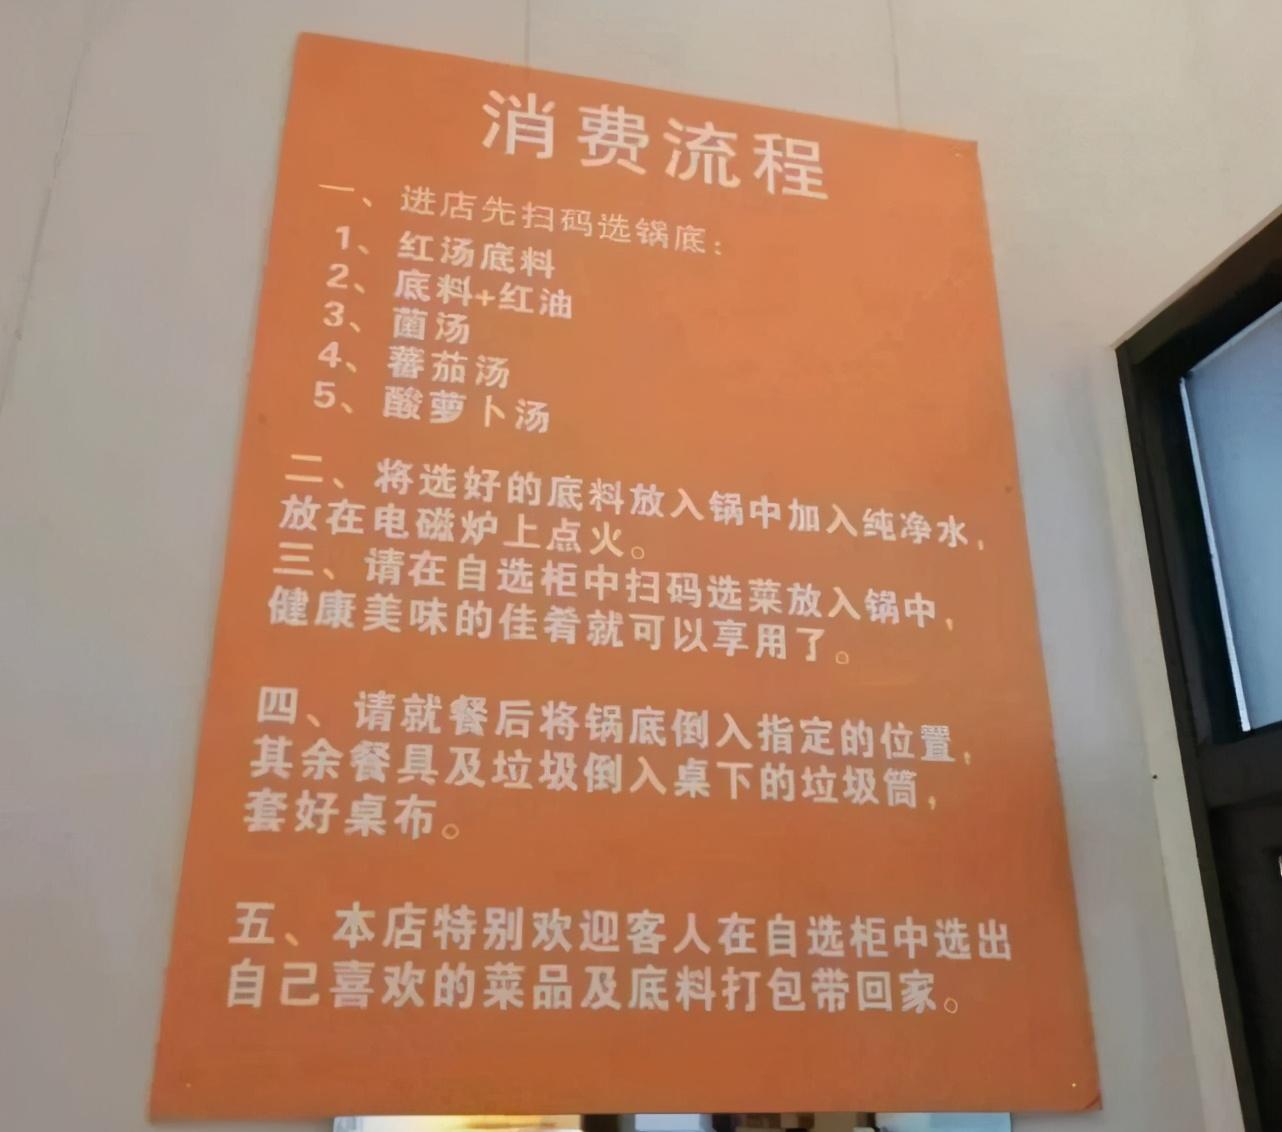 消费流程
一、进店先扫码选锅底：
1、红汤底料
2、底料+红油
3、菌汤
4、蕃茄汤
5、酸萝卜汤
二、将选好的底料放入锅中加入纯净水，
放在电磁炉上点火。
三、请在自选柜中扫码选菜放入锅中，
健康美味的佳肴就可以享用了。
四、请就餐后将锅底倒入指定的位置，
其余餐具及垃圾倒入桌下的垃圾筒，
套好桌布。
五、本店特别欢迎客人在自选柜中选出
自己喜欢的菜品及底料打包带回家。